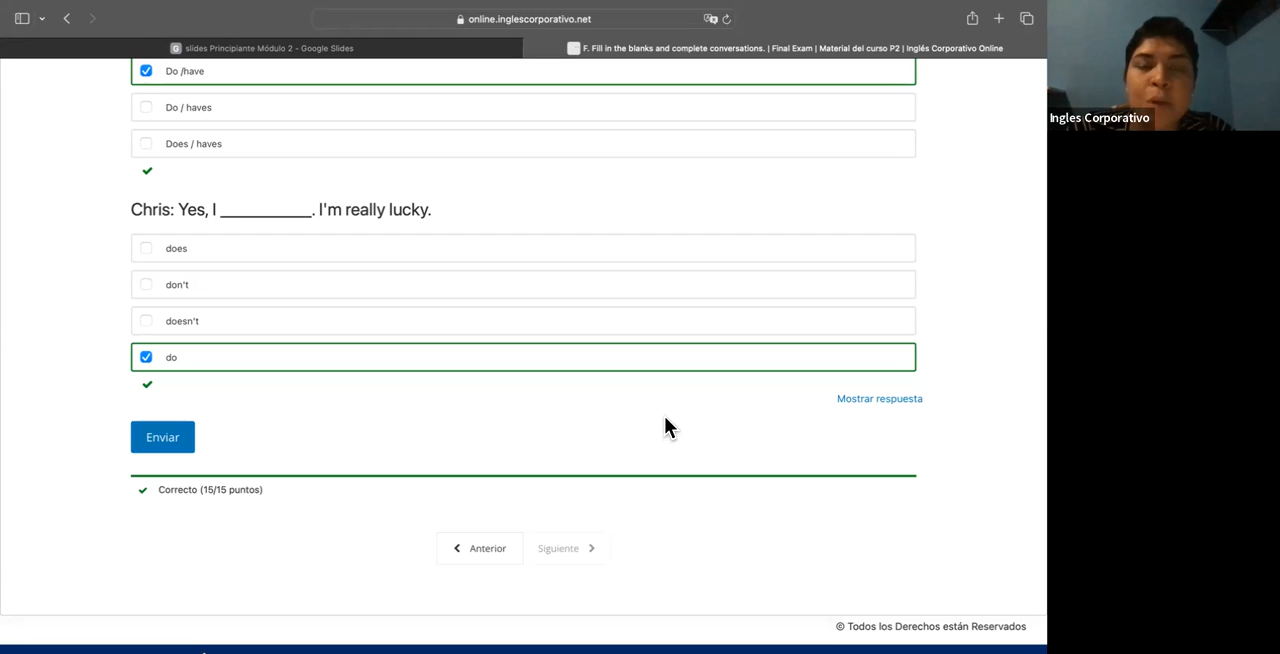 online.inglescorporativo.net
G slides Principiante Módulo 2 - Google Slides
F. Fill in the blanks and complete conversations. | Final Exam | Material del curso P2 | Inglés Corporativo Online
Do /have
Do / haves
Does / haves
Chris: Yes, I ___________. I'm really lucky.
does
don't
doesn't
do
Mostrar respuesta
Enviar
Correcto (15/15 puntos)
Anterior
Siguiente
© Todos los Derechos están Reservados
Ingles Corporativo